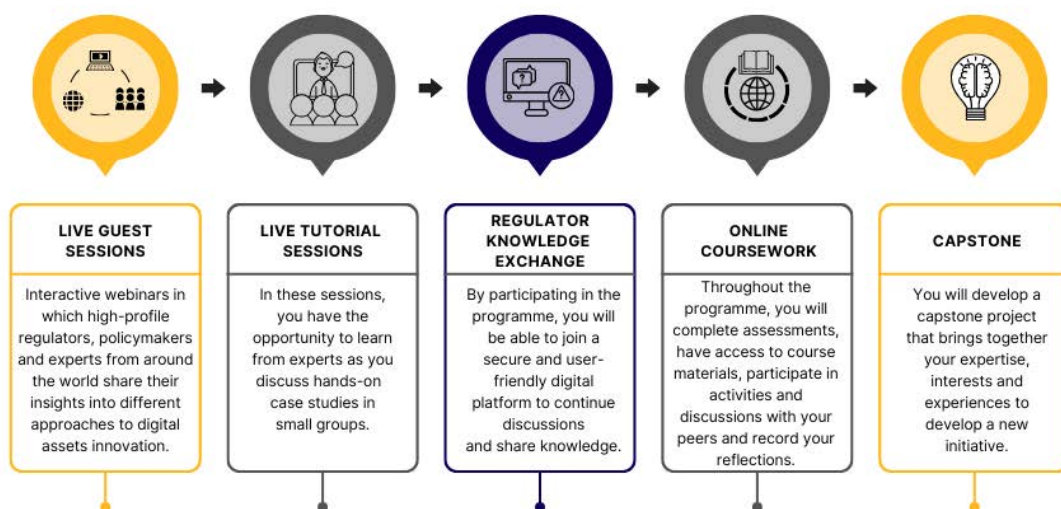 LIVE GUEST
SESSIONS
Interactive webinars in
which high-profile
regulators, policymakers
and experts from around
the world share their
insights into different
approaches to digital
assets innovation.
LIVE TUTORIAL
SESSIONS
In these sessions,
you have the
opportunity to learn
from experts as you
discuss hands-on
case studies in
small groups.
REGULATOR
KNOWLEDGE
EXCHANGE
By participating in the
programme, you will
be able to join a
secure and user-
friendly digital
platform to continue
discussions
and share knowledge.
ONLINE
COURSEWORK
Throughout the
programme, you will
complete assessments,
have access to course
materials, participate in
activities and
discussions with your
peers and record your
reflections.
CAPSTONE
You will develop a
capstone project
that brings together
your expertise,
interests and
experiences to
develop a new
initiative.